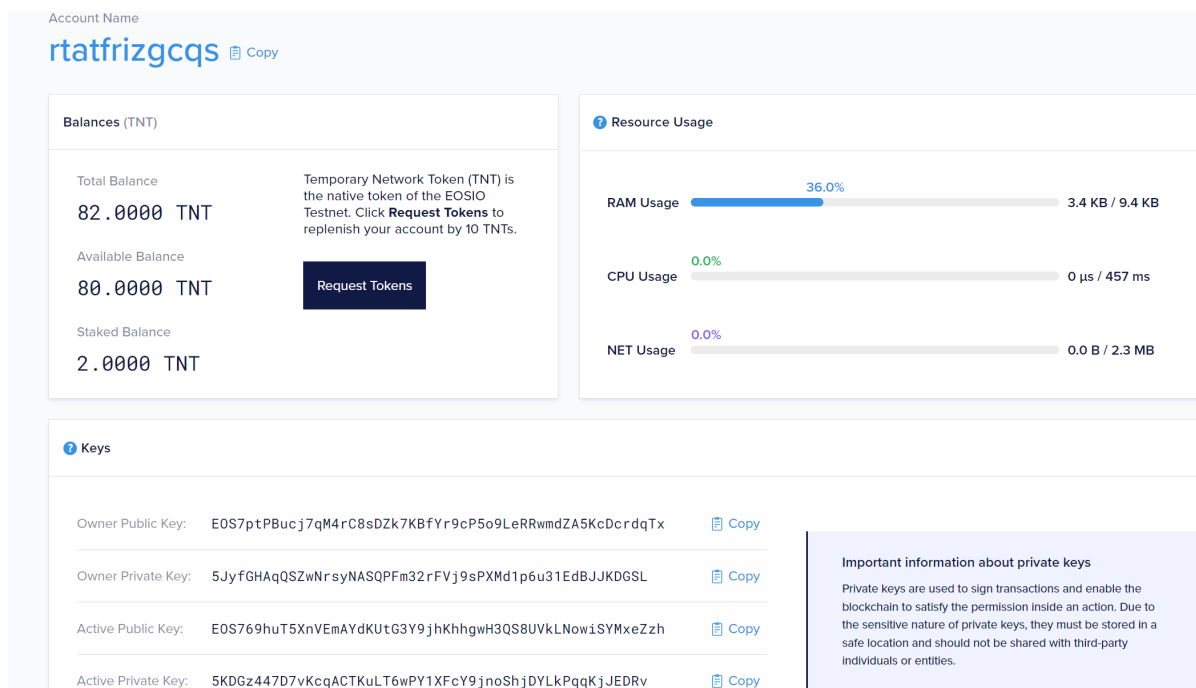 Account Name
rtatfrizgcqs Copy
Balances (TNT)
Total Balance
82.0000 TNT
Available Balance
80.0000 TNT
Staked Balance
2.0000 TNT
Temporary Network Token (TNT) is
the native token of the EOSIO
Testnet. Click Request Tokens to
replenish your account by 10 TNTs.
Request Tokens
? Resource Usage
36.0%
RAM Usage 3.4 KB / 9.4 KB
0.0%
CPU Usage 0 µs / 457 ms
0.0%
NET Usage 0.0 B / 2.3 MB
? Keys
Owner Public Key: EOS7ptPBucj7qM4rC8sDZk7KBfYr9cP5o9LeRRwmdZA5KcDcrdqTx Copy
Owner Private Key: 5JyfGHAqQSZwNrsyNASQPFm32rFVj9sPXMd1p6u31EdBJJKDGSL Copy
Active Public Key: EOS769huT5XnVEmAYdKUtG3Y9jhKhhgwH3QS8UVkLNowiSYMxeZzh Copy
Active Private Key: 5KDGz447D7vKcqACTKuLT6wPY1XFcY9jnoShjDYLkPqqKjJEDRv Copy
Important information about private keys
Private keys are used to sign transactions and enable the
blockchain to satisfy the permission inside an action. Due to
the sensitive nature of private keys, they must be stored in a
safe location and should not be shared with third-party
individuals or entities.